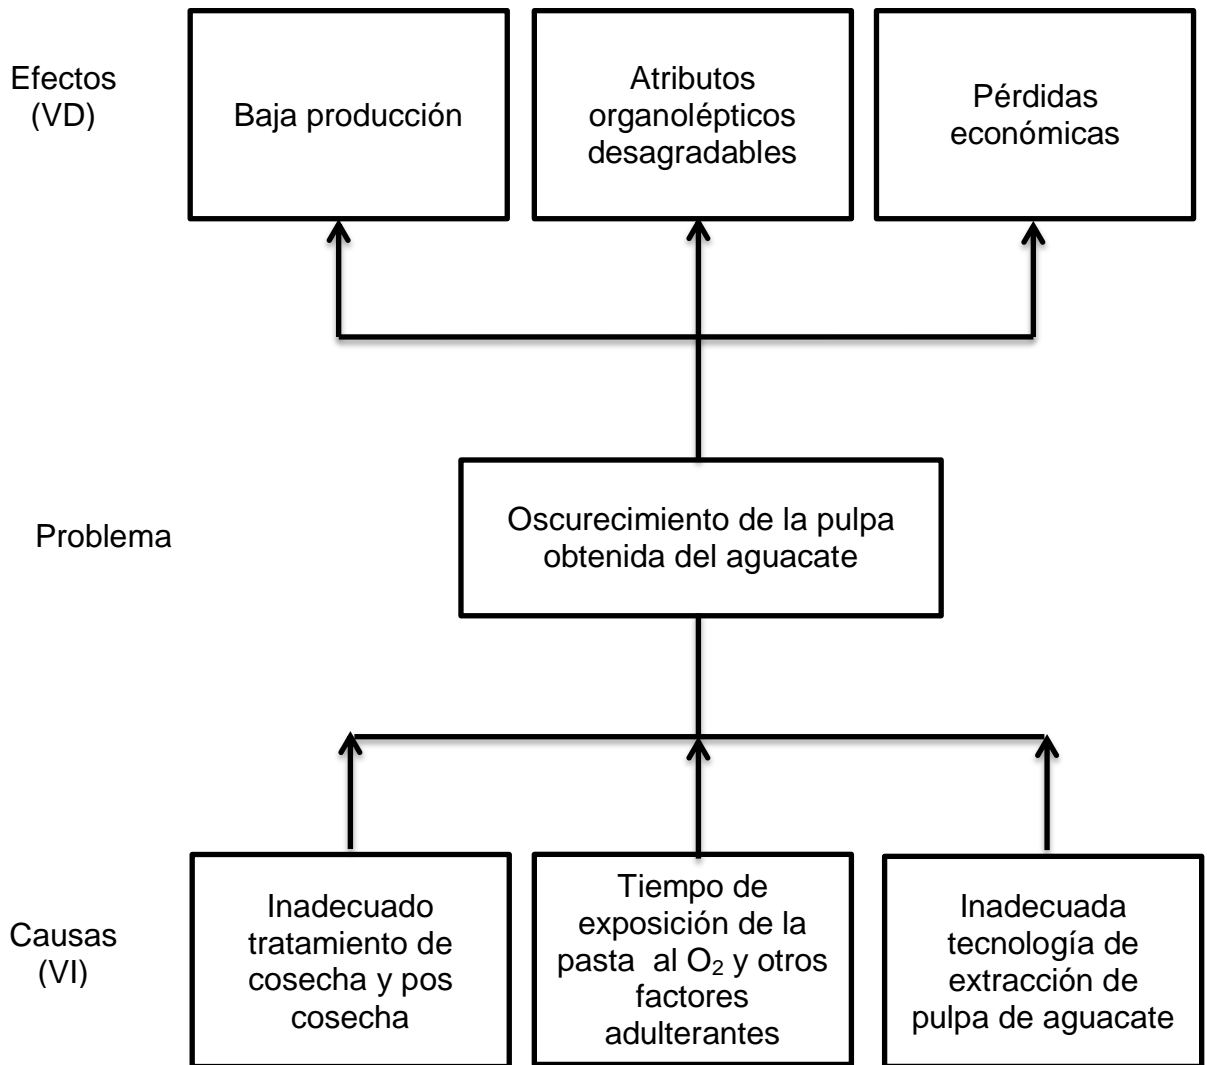 Efectos
(VD)
Baja producción
Atributos
organolépticos
desagradables
Pérdidas
económicas
Problema
Oscurecimiento de la pulpa
obtenida del aguacate
Causas
(VI)
Inadecuado
tratamiento de
cosecha y pos
cosecha
Tiempo de
exposición de la
pasta al O₂ y otros
factores
adulterantes
Inadecuada
tecnología de
extracción de
pulpa de aguacate